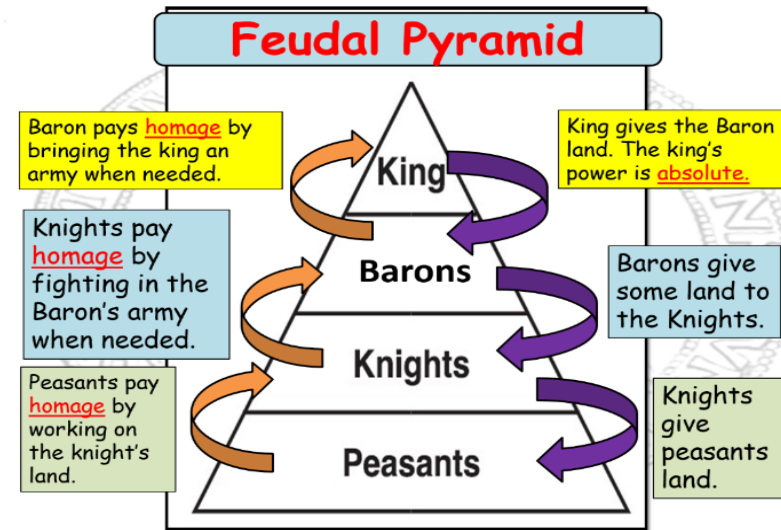 Feudal Pyramid
Baron pays homage by
bringing the king an
army when needed.
King gives the Baron
land. The king's
power is absolute.
King
Knights pay
homage by
fighting in the
Baron's army
when needed.
Barons
Barons give
some land to
the Knights.
Knights
Peasants pay
homage by
working on
the knight's
land.
Knights
give
peasants
land.
Peasants